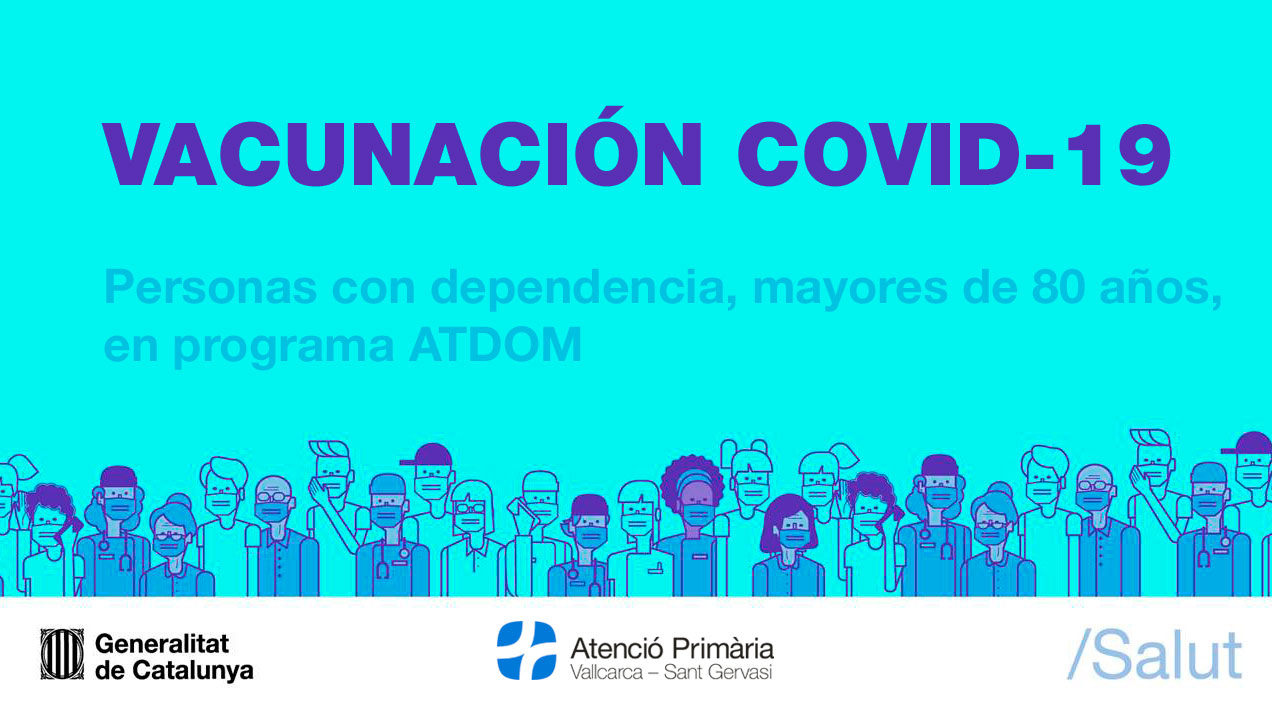 VACUNACIÓN COVID-19
Personas con dependencia, mayores de 80 años,
en programa ATDOM
Generalitat
de Catalunya
Atenció Primària
Vallcarca – Sant Gervasi
/Salut